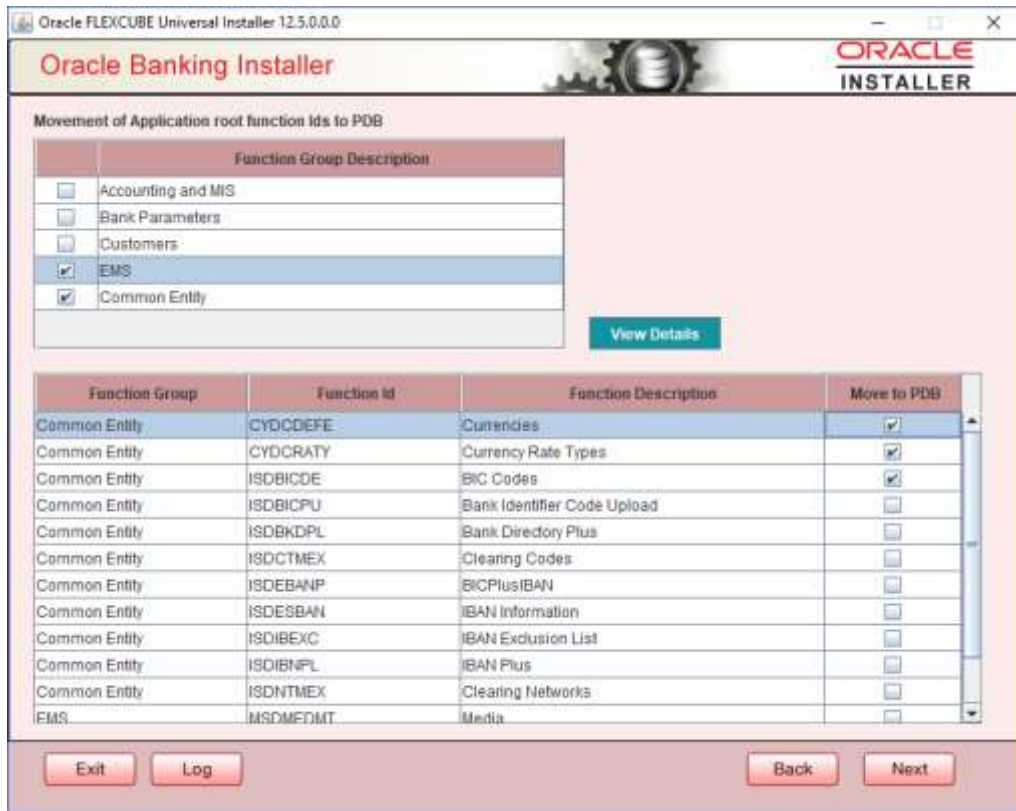 Oracle FLEXCUBE Universal Installer 12.5.0.0.0
Oracle Banking Installer
ORACLE
INSTALLER
Movement of Application root function Ids to PDB
Function Group Description
Accounting and MIS
Bank Parameters
Customers
EMS
Common Entity
View Details
Function Group Function Id Function Description Move to PDB
Common Entity CYDCDEFE Currencies
Common Entity CYDCRATY Currency Rate Types
Common Entity ISDBICDE BIC Codes
Common Entity ISDBICPU Bank Identifier Code Upload
Common Entity ISDBKDPL Bank Directory Plus
Common Entity ISDCTMEX Clearing Codes
Common Entity ISDEBANP BICPlusIBAN
Common Entity ISDESBAN IBAN Information
Common Entity ISDIBEXC IBAN Exclusion List
Common Entity ISDIBNPL IBAN Plus
Common Entity ISDNTMEX Clearing Networks
EMS MSDMEDMT Media
Exit Log Back Next